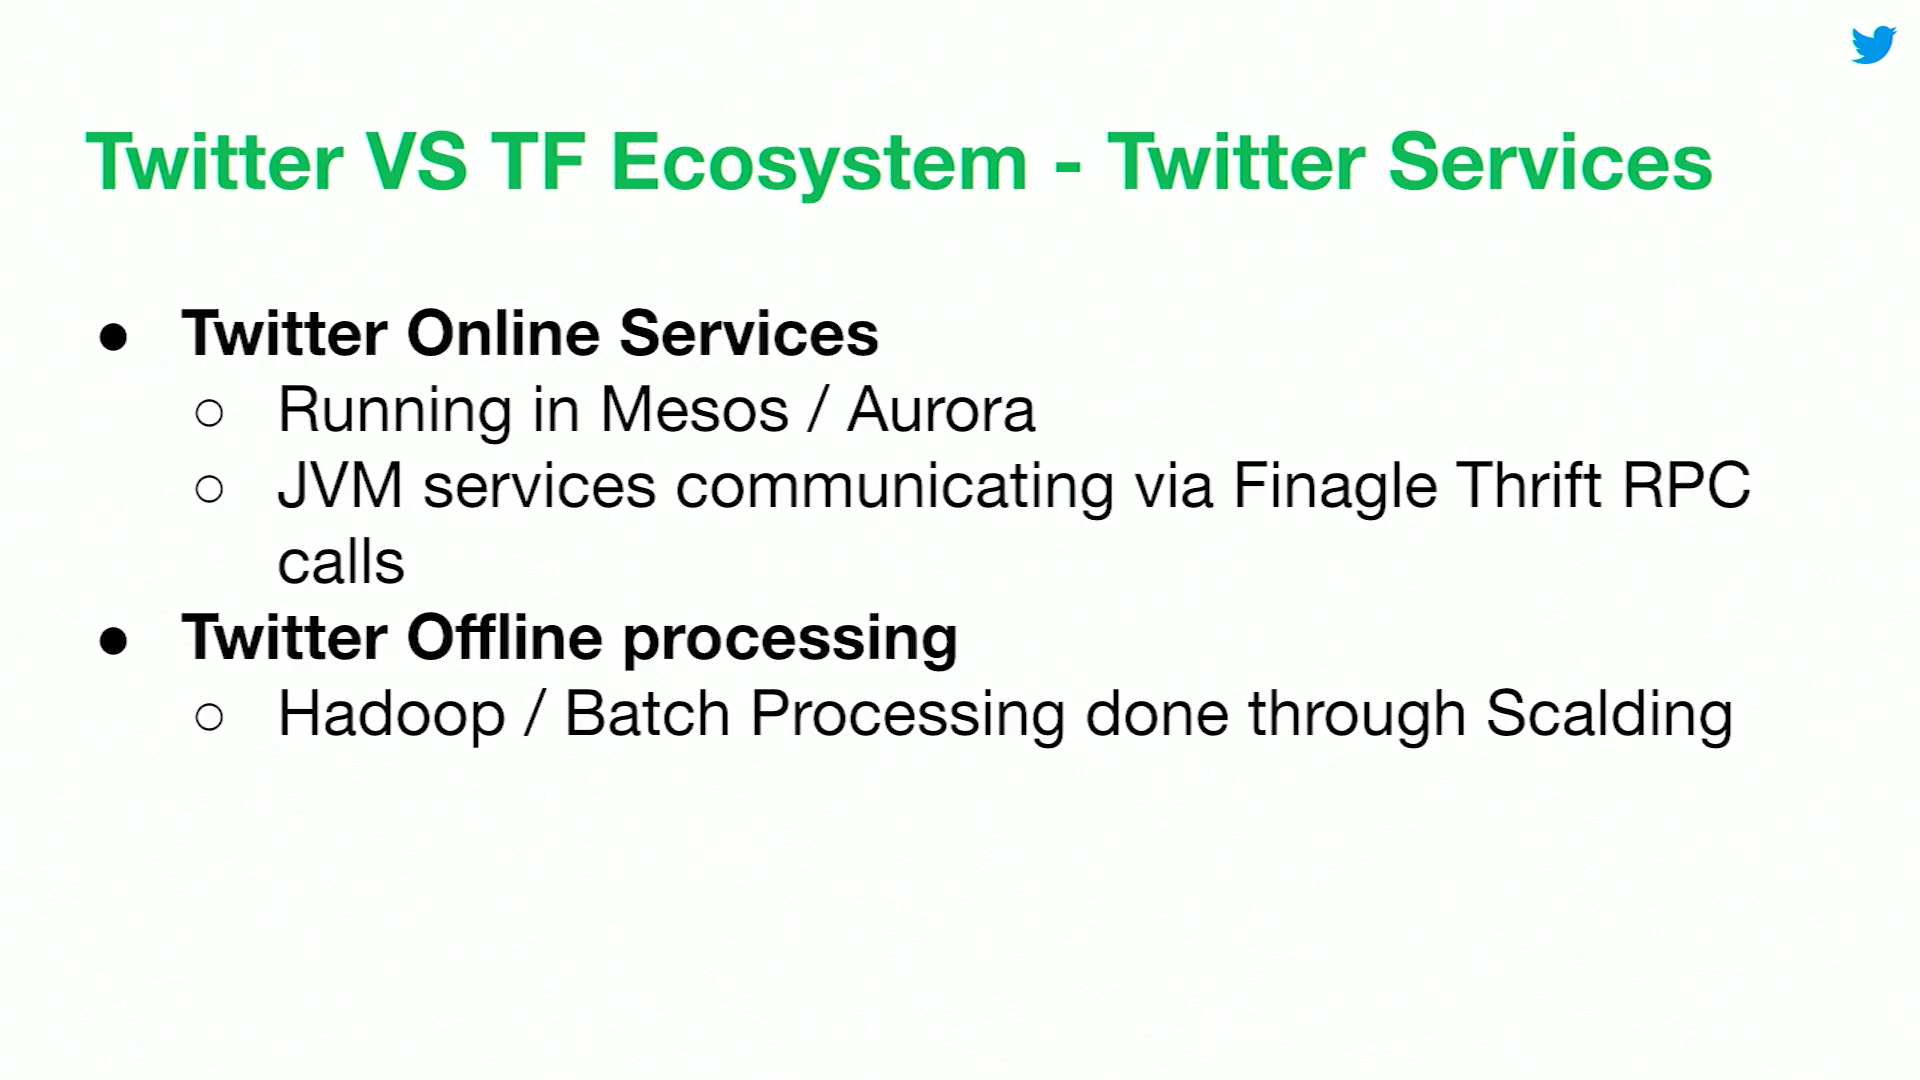 Twitter VS TF Ecosystem - Twitter Services
● Twitter Online Services
○ Running in Mesos / Aurora
○ JVM services communicating via Finagle Thrift RPC
calls
● Twitter Offline processing
○ Hadoop / Batch Processing done through Scalding